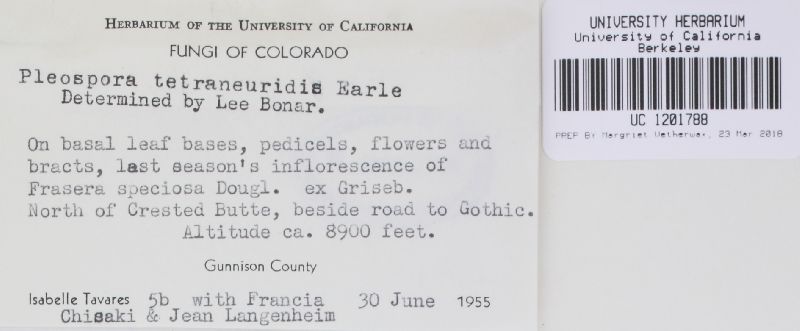 HERBARIUM OF THE UNIVERSITY OF CALIFORNIA
FUNGI OF COLORADO
Pleospora tetraneuridis Earle
Determined by Lee Bonar.
On basal leaf bases, pedicels, flowers and
bracts, last season's inflorescence of
Frasera speciosa Dougl. ex Griseb.
North of Crested Butte, beside road to Gothic.
Altitude ca. 8900 feet.
Gunnison County
Isabelle Tavares 5b with Francia 30 June 1955
Chisaki & Jean Langenheim
UNIVERSITY HERBARIUM
University of California
Berkeley
UC 1201788
PREP BY Margriet Wetherwax, 23 Mar 2018